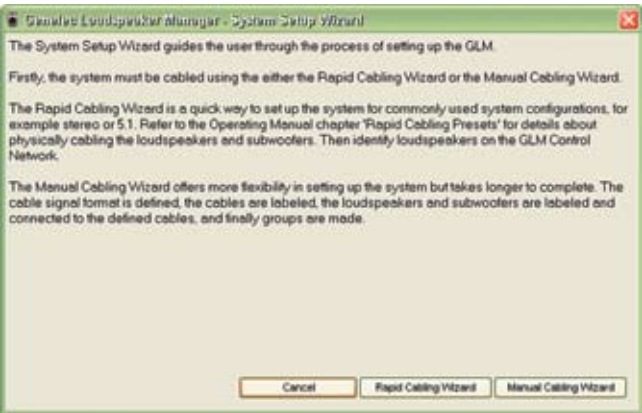 Genelec Loudspeaker Manager - System Setup Wizard
The System Setup Wizard guides the user through the process of setting up the GLM.
Firstly, the system must be cabled using the either the Rapid Cabling Wizard or the Manual Cabling Wizard.
The Rapid Cabling Wizard is a quick way to set up the system for commonly used system configurations, for
example stereo or 5.1. Refer to the Operating Manual chapter 'Rapid Cabling Presets' for details about
physically cabling the loudspeakers and subwoofers. Then identify loudspeakers on the GLM Control
Network.
The Manual Cabling Wizard offers more flexibility in setting up the system but takes longer to complete. The
cable signal format is defined, the cables are labeled, the loudspeakers and subwoofers are labeled and
connected to the defined cables, and finally groups are made.
Cancel
Rapid Cabling Wizard
Manual Cabling Wizard